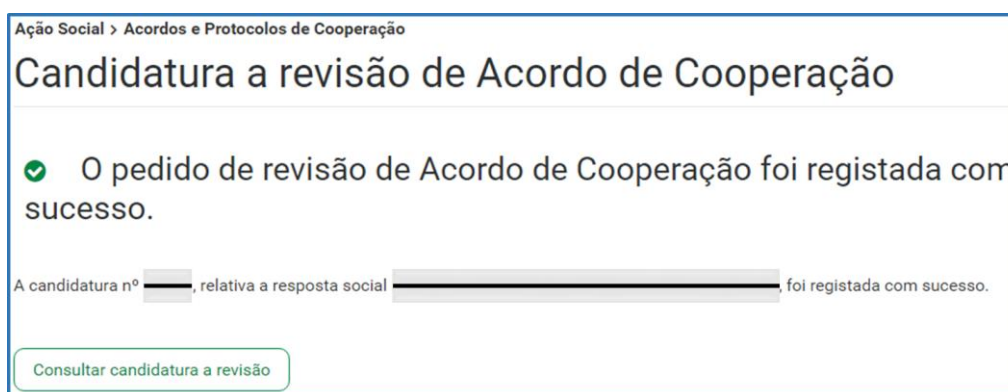 Ação Social > Acordos e Protocolos de Cooperação
Candidatura a revisão de Acordo de Cooperação
O pedido de revisão de Acordo de Cooperação foi registada com
sucesso.
A candidatura nº , relativa a resposta social , foi registada com sucesso.
Consultar candidatura a revisão